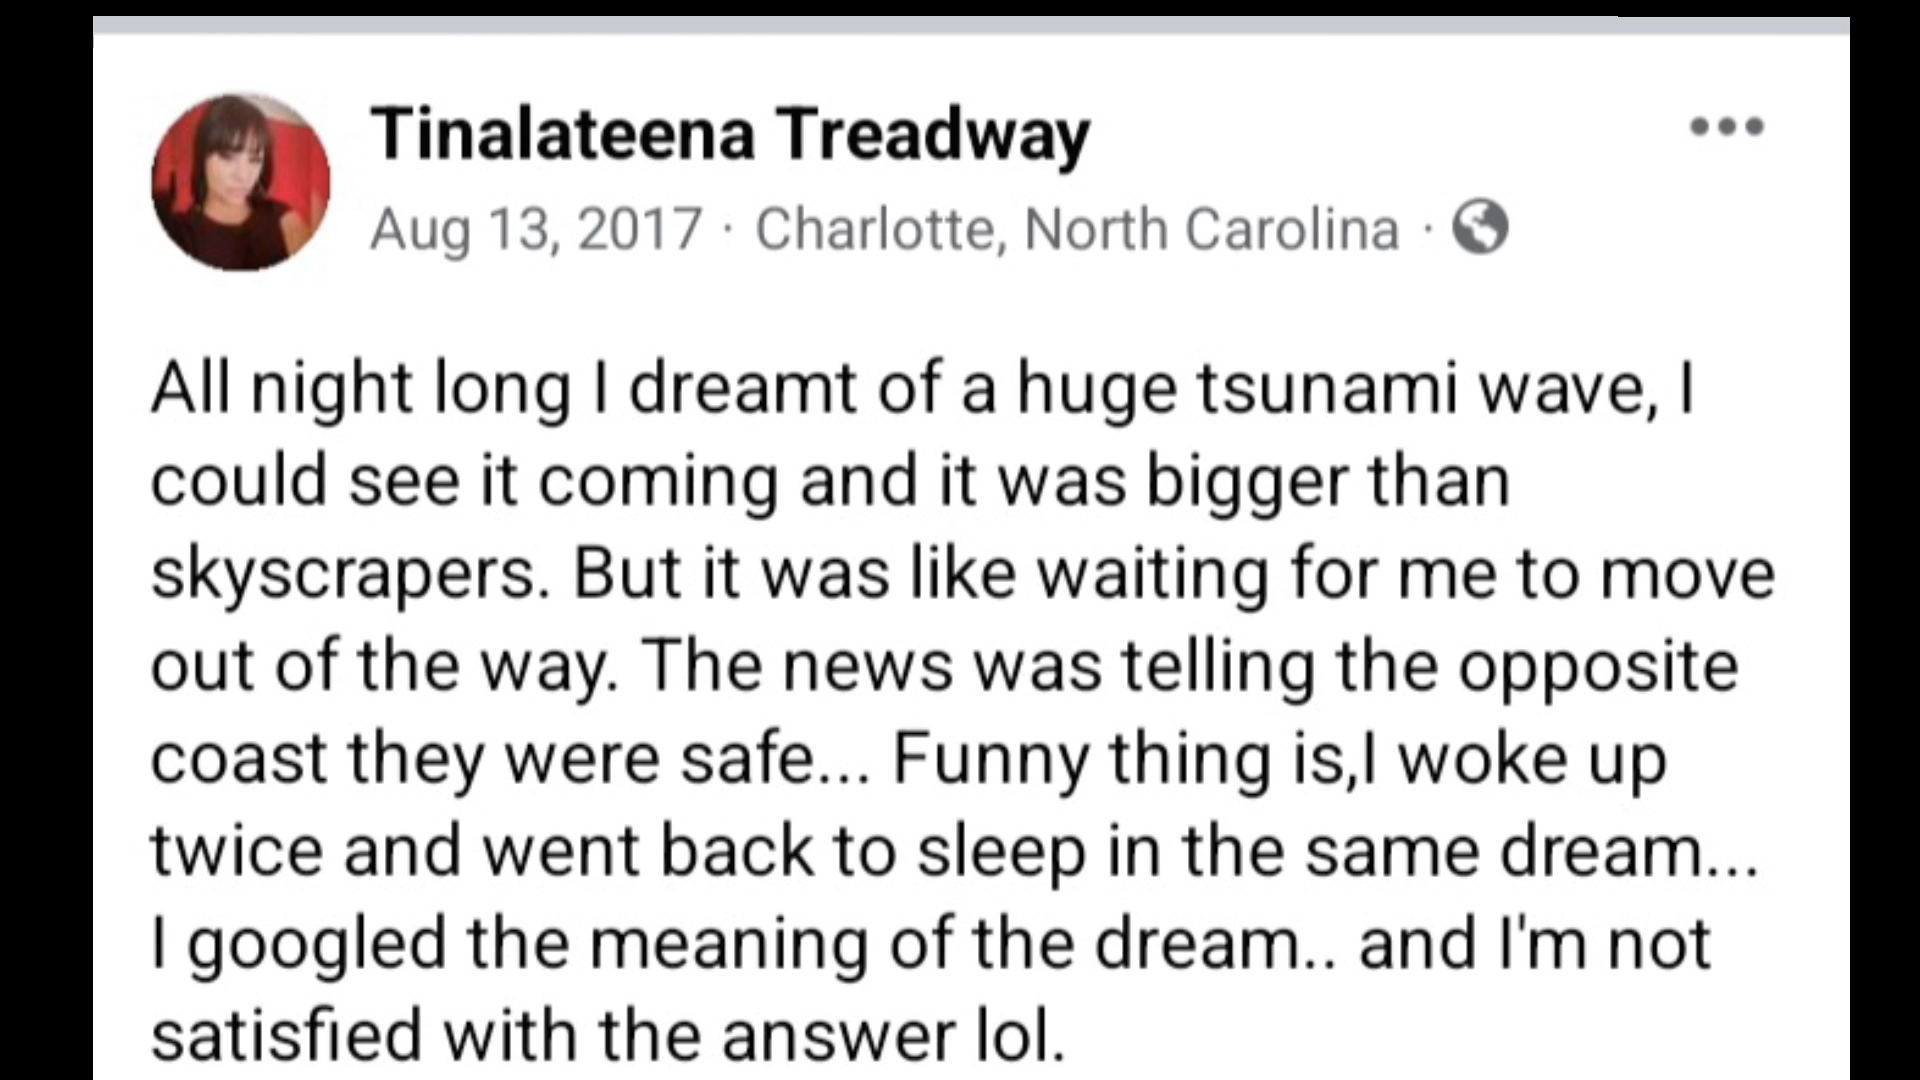 Tinalateena Treadway
Aug 13, 2017 · Charlotte, North Carolina ·
All night long I dreamt of a huge tsunami wave, I
could see it coming and it was bigger than
skyscrapers. But it was like waiting for me to move
out of the way. The news was telling the opposite
coast they were safe... Funny thing is,I woke up
twice and went back to sleep in the same dream...
I googled the meaning of the dream.. and I'm not
satisfied with the answer lol.